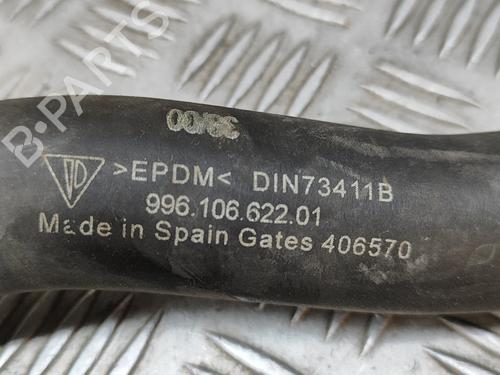 B-PARTS
>EPDM< DIN73411B
996.106.622.01
Made in Spain Gates 406570